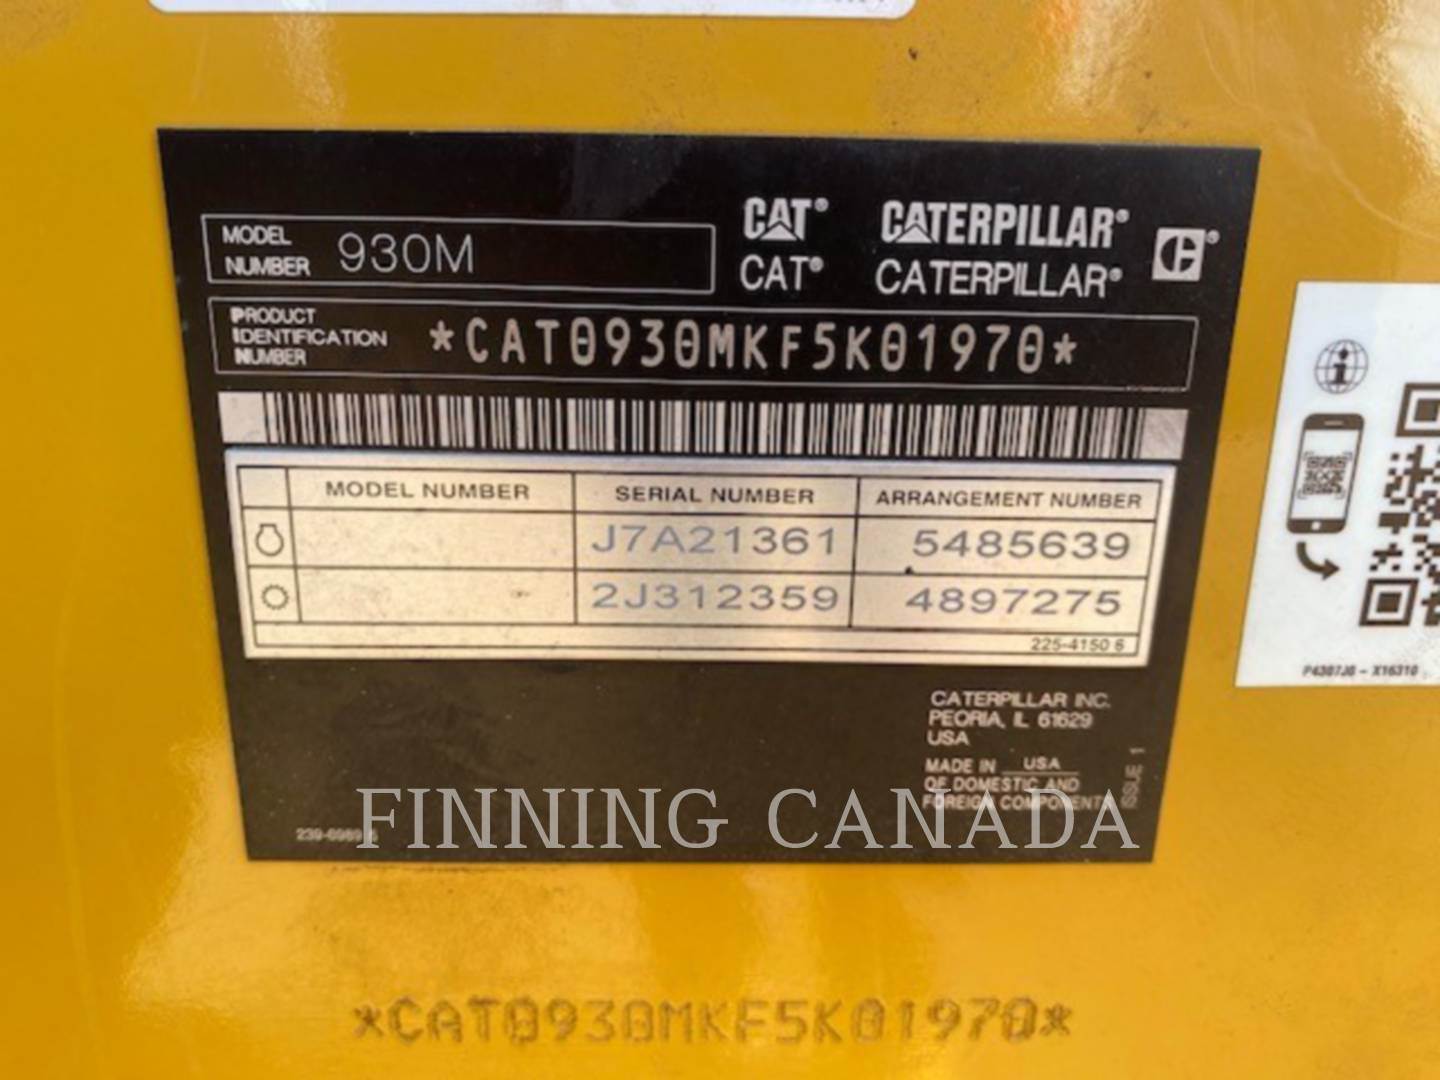 MODEL NUMBER 930M
CAT® CATERPILLAR®
CAT® CATERPILLAR®
PRODUCT IDENTIFICATION NUMBER *CAT0930MKF5K01970*
MODEL NUMBER SERIAL NUMBER ARRANGEMENT NUMBER
J7A21361 5485639
2J312359 4897275
225-4150 6
CATERPILLAR INC.
PEORIA, IL 61629
USA
MADE IN USA
OF DOMESTIC AND
FOREIGN COMPONENTS
ISSUE 1
FINNING CANADA
*CAT0930MKF5K01970*
P4307J0 - X16310